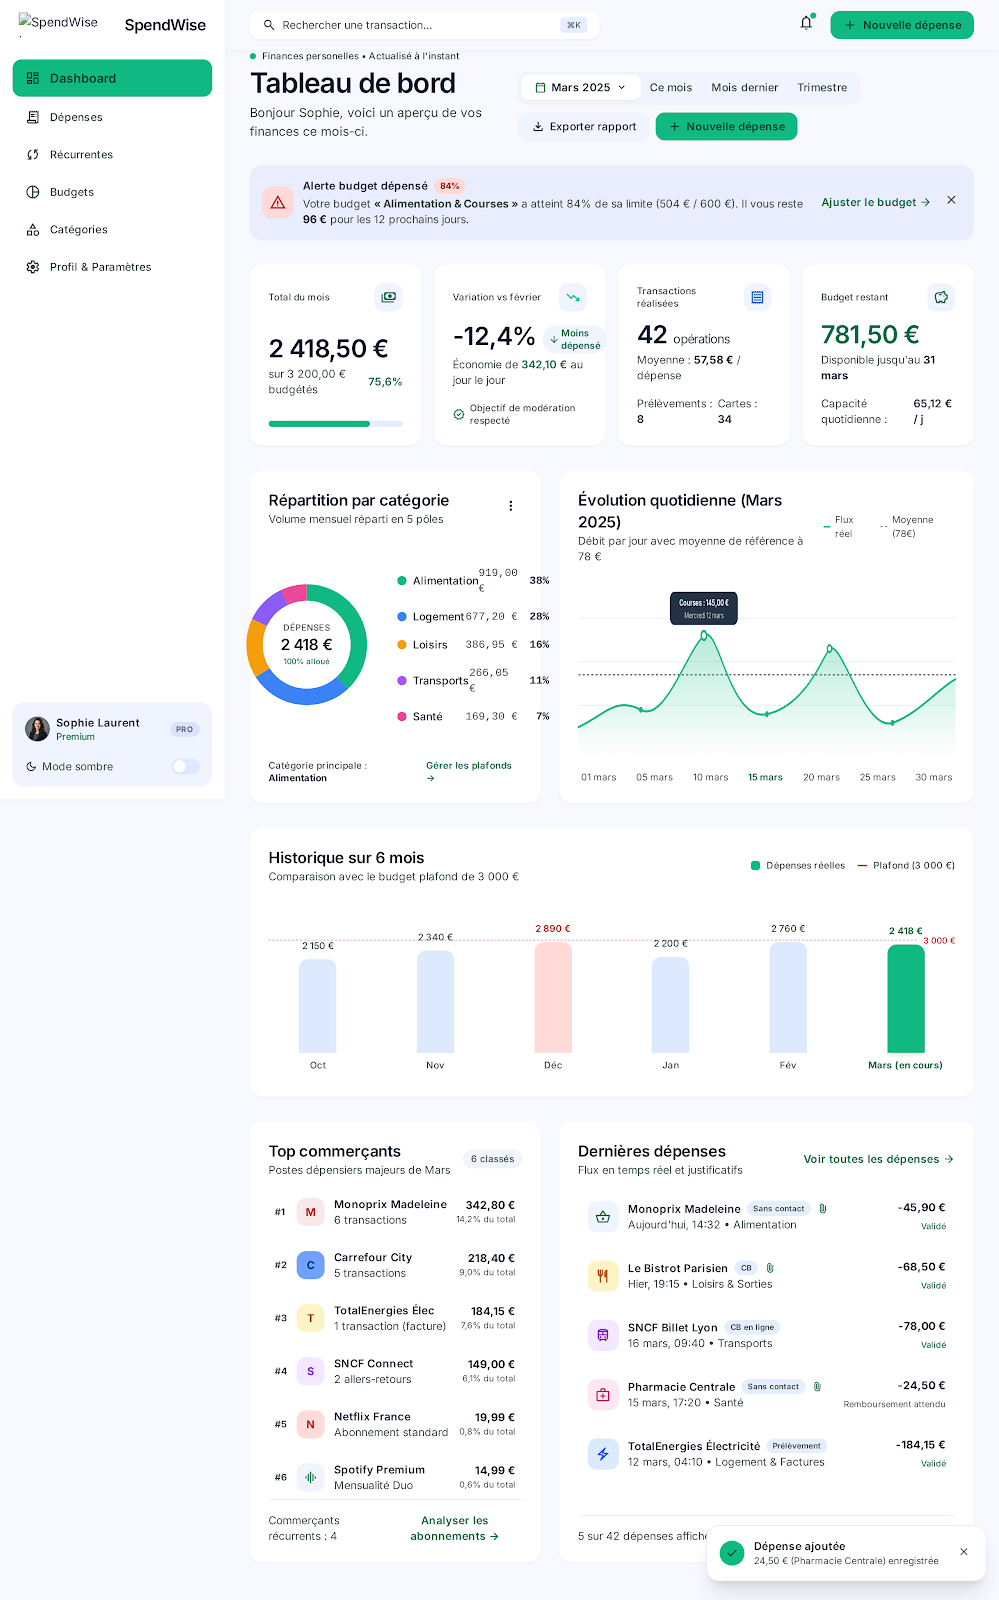 SpendWise
SpendWise
Dashboard
Dépenses
Récurrentes
Budgets
Catégories
Profil & Paramètres
Sophie Laurent
Premium
PRO
Mode sombre
Rechercher une transaction...
⌘K
Nouvelle dépense
Finances personelles • Actualisé à l'instant
Tableau de bord
Bonjour Sophie, voici un aperçu de vos
finances ce mois-ci.
Mars 2025
Ce mois
Mois dernier
Trimestre
Exporter rapport
Nouvelle dépense
Alerte budget dépensé 84%
Votre budget « Alimentation & Courses » a atteint 84% de sa limite (504 € / 600 €). Il vous reste
96 € pour les 12 prochains jours.
Ajuster le budget →
Total du mois
2 418,50 €
sur 3 200,00 €
budgétés
75,6%
Variation vs février
-12,4%
Moins
dépensé
Économie de 342,10 € au
jour le jour
Objectif de modération
respecté
Transactions
réalisées
42 opérations
Moyenne : 57,58 € /
dépense
Prélèvements :
8
Cartes :
34
Budget restant
781,50 €
Disponible jusqu'au 31
mars
Capacité
quotidienne :
65,12 €
/ j
Répartition par catégorie
Volume mensuel réparti en 5 pôles
DÉPENSES
2 418 €
100% alloué
Alimentation 919,00 € 38%
Logement 677,20 € 28%
Loisirs 386,95 € 16%
Transports 266,05 € 11%
Santé 169,30 € 7%
Catégorie principale :
Alimentation
Gérer les plafonds
→
Évolution quotidienne (Mars
2025)
Débit par jour avec moyenne de référence à
78 €
Flux
réel
Moyenne
(78€)
Courses : 145,00 €
Mercredi 12 mars
01 mars
05 mars
10 mars
15 mars
20 mars
25 mars
30 mars
Historique sur 6 mois
Comparaison avec le budget plafond de 3 000 €
Dépenses réelles
Plafond (3 000 €)
2 150 €
2 340 €
2 890 €
2 200 €
2 760 €
2 418 €
3 000 €
Oct
Nov
Déc
Jan
Fév
Mars (en cours)
Top commerçants
Postes dépensiers majeurs de Mars
6 classés
#1 M Monoprix Madeleine 342,80 €
6 transactions 14,2% du total
#2 C Carrefour City 218,40 €
5 transactions 9,0% du total
#3 T TotalEnergies Élec 184,15 €
1 transaction (facture) 7,6% du total
#4 S SNCF Connect 149,00 €
2 allers-retours 6,1% du total
#5 N Netflix France 19,99 €
Abonnement standard 0,8% du total
#6 Spotify Premium 14,99 €
Mensualité Duo 0,6% du total
Commerçants
récurrents : 4
Analyser les
abonnements →
Dernières dépenses
Flux en temps réel et justificatifs
Voir toutes les dépenses →
Monoprix Madeleine Sans contact -45,90 €
Aujourd'hui, 14:32 • Alimentation Validé
Le Bistrot Parisien CB -68,50 €
Hier, 19:15 • Loisirs & Sorties Validé
SNCF Billet Lyon CB en ligne -78,00 €
16 mars, 09:40 • Transports Validé
Pharmacie Centrale Sans contact -24,50 €
15 mars, 17:20 • Santé Remboursement attendu
TotalEnergies Électricité Prélèvement -184,15 €
12 mars, 04:10 • Logement & Factures Validé
5 sur 42 dépenses affiché
Dépense ajoutée
24,50 € (Pharmacie Centrale) enregistrée